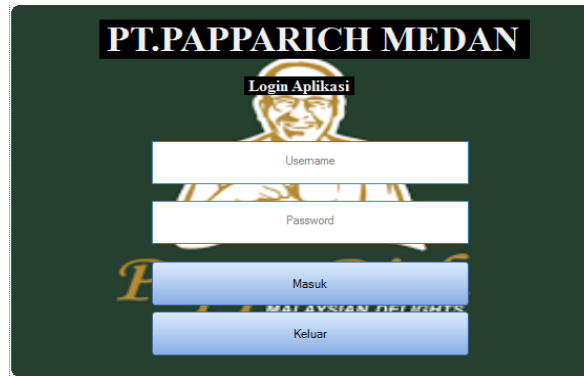 PT.PAPPARICH MEDAN
Login Aplikasi
Username
Password
Masuk
MALAYSIAN DELIGHTS
Keluar